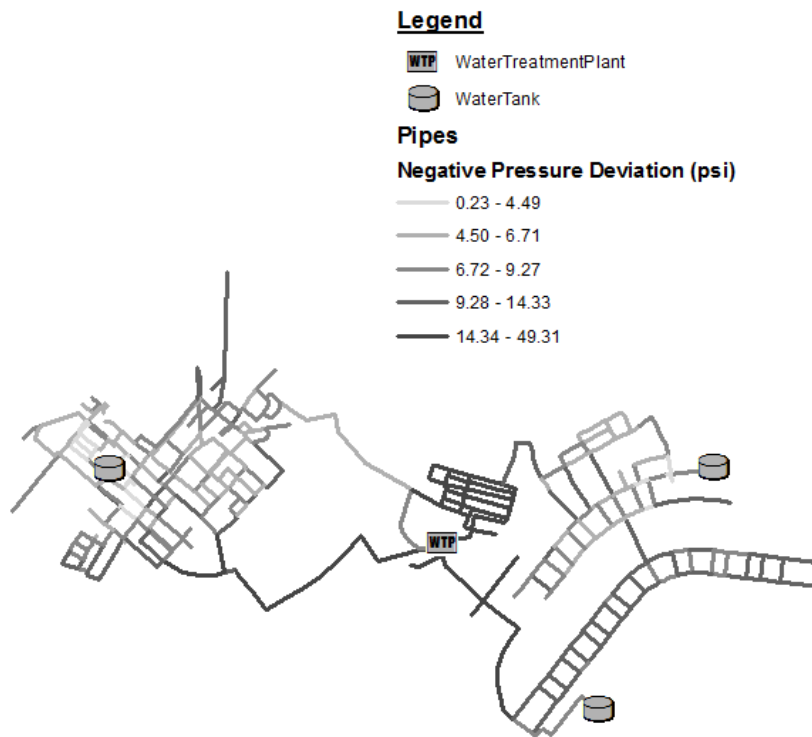 Legend
WTP WaterTreatmentPlant
WaterTank
Pipes
Negative Pressure Deviation (psi)
0.23 - 4.49
4.50 - 6.71
6.72 - 9.27
9.28 - 14.33
14.34 - 49.31
WTP